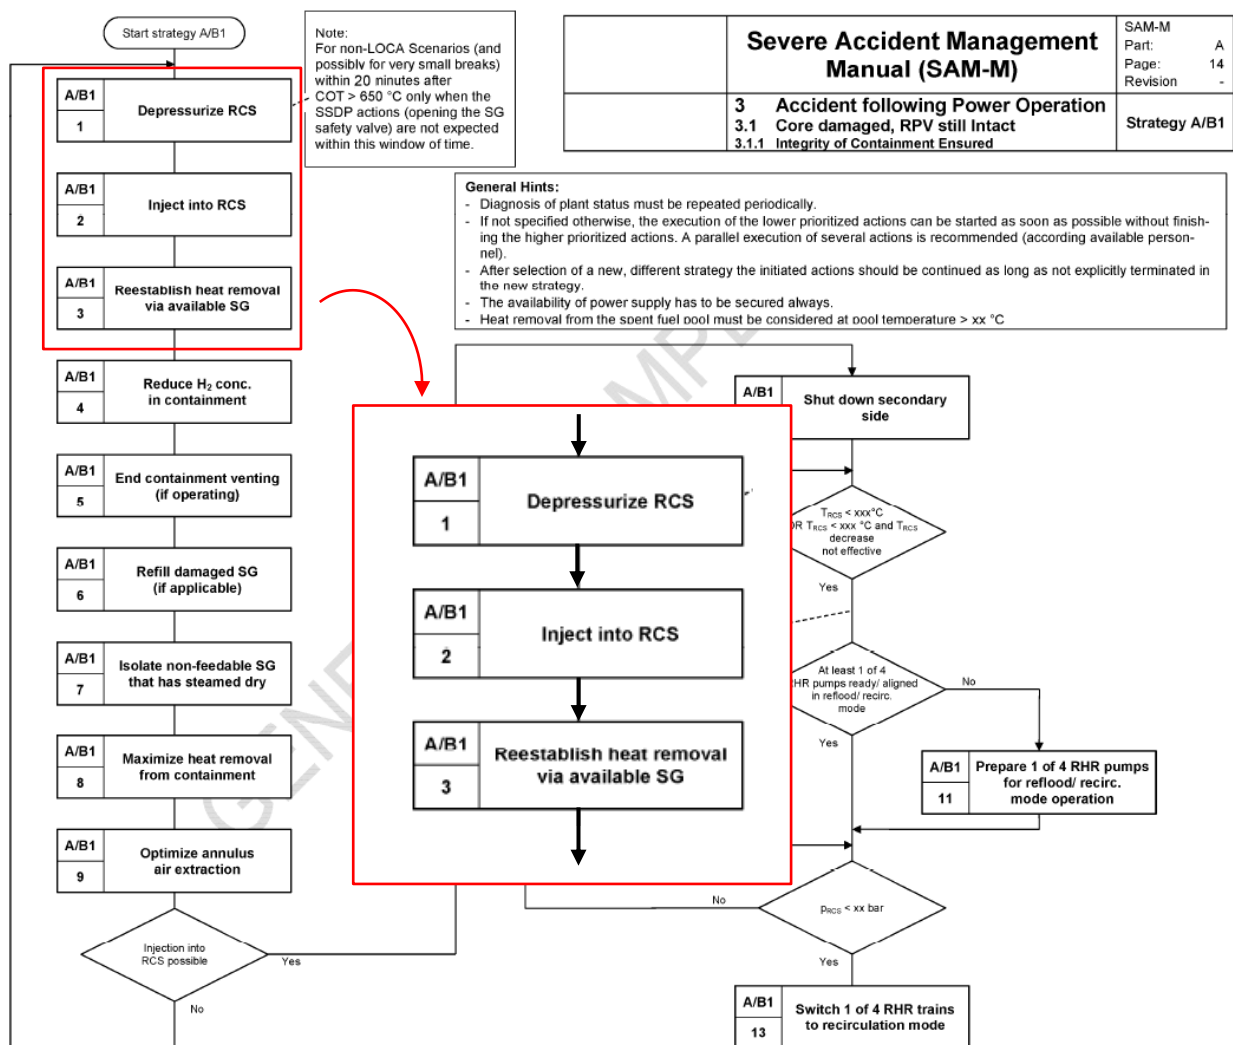 Start strategy A/B1
Note:
For non-LOCA Scenarios (and
possibly for very small breaks)
within 20 minutes after
COT > 650 °C only when the
SSDP actions (opening the SG
safety valve) are not expected
within this window of time.
Severe Accident Management
Manual (SAM-M)
SAM-M
Part: A
Page: 14
Revision -
3 Accident following Power Operation
3.1 Core damaged, RPV still Intact
3.1.1 Integrity of Containment Ensured
Strategy A/B1
General Hints:
- Diagnosis of plant status must be repeated periodically.
- If not specified otherwise, the execution of the lower prioritized actions can be started as soon as possible without finish-
ing the higher prioritized actions. A parallel execution of several actions is recommended (according available person-
nel).
- After selection of a new, different strategy the initiated actions should be continued as long as not explicitly terminated in
the new strategy.
- The availability of power supply has to be secured always.
- Heat removal from the spent fuel pool must be considered at pool temperature > xx °C
A/B1
1
Depressurize RCS
A/B1
2
Inject into RCS
A/B1
3
Reestablish heat removal
via available SG
A/B1
4
Reduce H₂ conc.
in containment
A/B1
5
End containment venting
(if operating)
A/B1
6
Refill damaged SG
(if applicable)
A/B1
7
Isolate non-feedable SG
that has steamed dry
A/B1
8
Maximize heat removal
from containment
A/B1
9
Optimize annulus
air extraction
Injection into
RCS possible
Yes
No
A/B1
1
Depressurize RCS
A/B1
2
Inject into RCS
A/B1
3
Reestablish heat removal
via available SG
A/B1
Shut down secondary
side
T_RCS < xxx°C
OR T_RCS < xxx °C and T_RCS
decrease
not effective
Yes
At least 1 of 4
RHR pumps ready/ aligned
in reflood/ recirc.
mode
No
Yes
A/B1
11
Prepare 1 of 4 RHR pumps
for reflood/ recirc.
mode operation
p_RCS < xx bar
No
Yes
A/B1
13
Switch 1 of 4 RHR trains
to recirculation mode